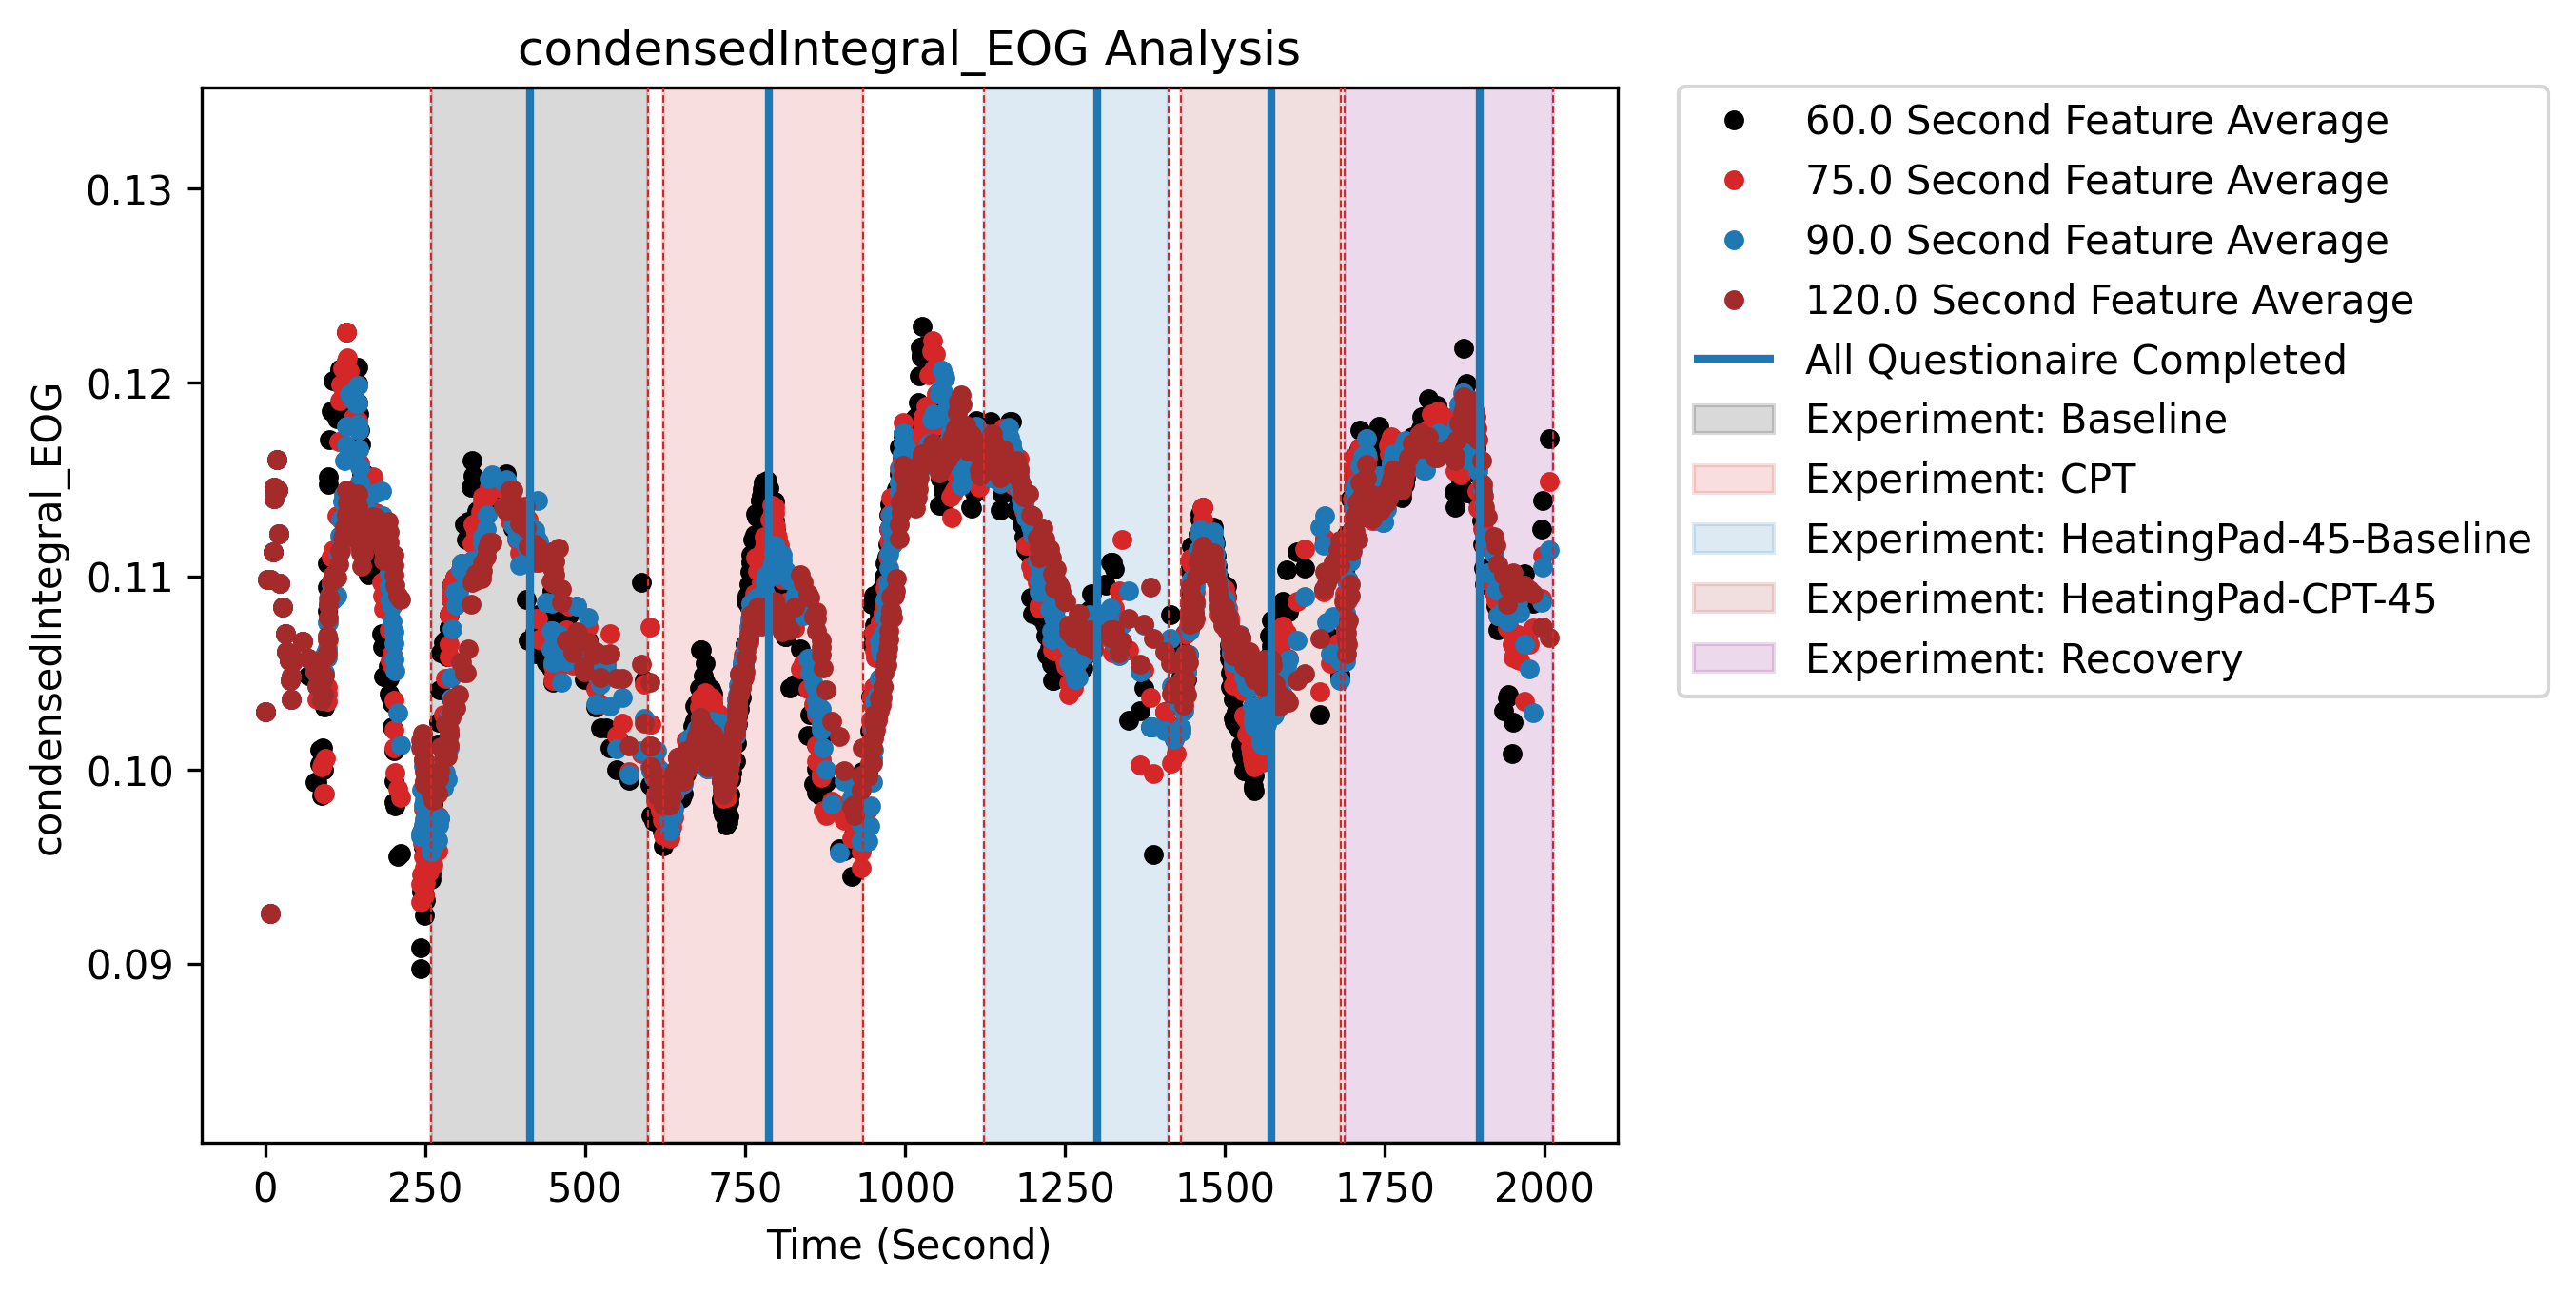 condensedIntegral_EOG Analysis
condensedIntegral_EOG
0.13
0.12
0.11
0.10
0.09
0
250
500
750
1000
1250
1500
1750
2000
Time (Second)
60.0 Second Feature Average
75.0 Second Feature Average
90.0 Second Feature Average
120.0 Second Feature Average
All Questionaire Completed
Experiment: Baseline
Experiment: CPT
Experiment: HeatingPad-45-Baseline
Experiment: HeatingPad-CPT-45
Experiment: Recovery